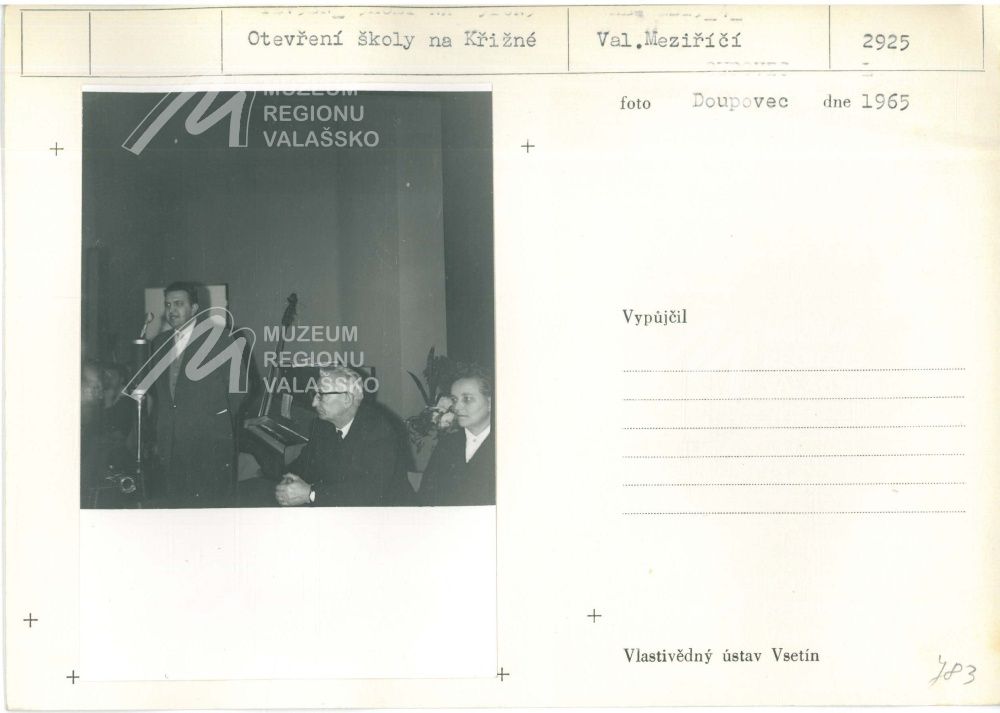 Otevření školy na Křižné
Val.Meziříčí
2925
foto Doupovec dne 1965
MUZEUM
REGIONU
VALAŠSKO
MUZEUM
REGIONU
VALAŠSKO
Vypůjčil
Vlastivědný ústav Vsetín
783